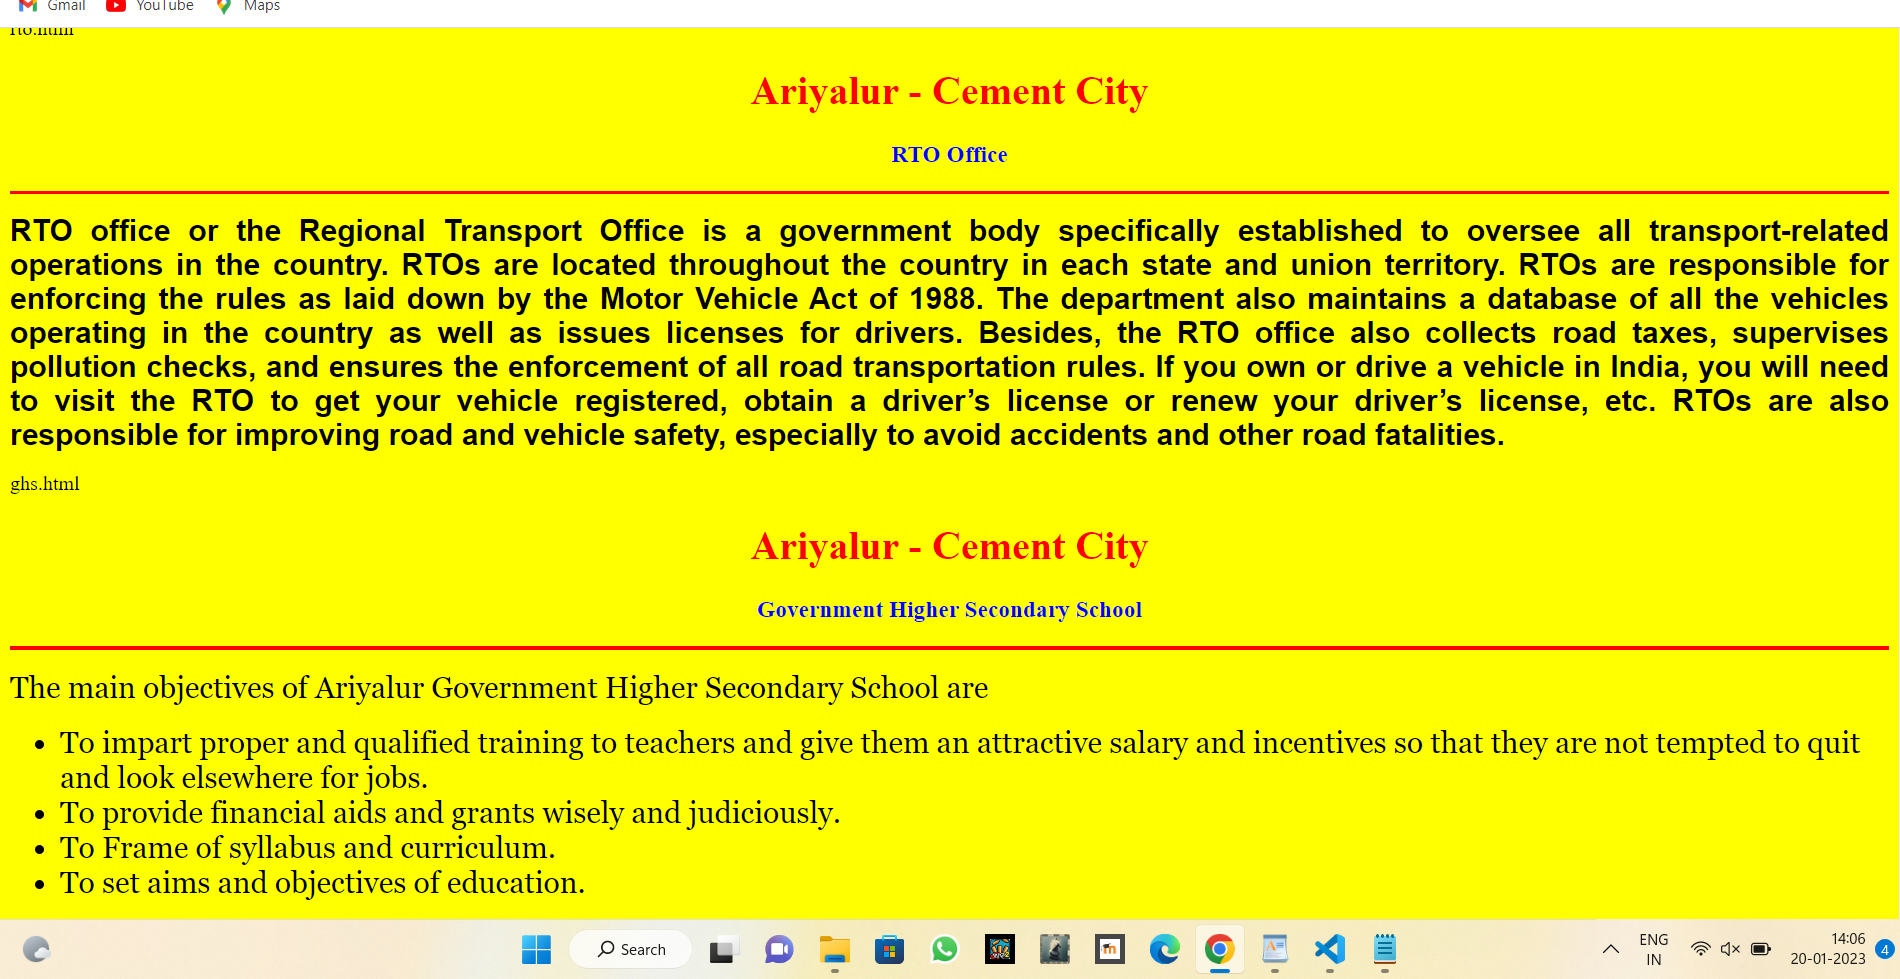 Gmail YouTube Maps
rto.html
Ariyalur - Cement City
RTO Office
RTO office or the Regional Transport Office is a government body specifically established to oversee all transport-related
operations in the country. RTOs are located throughout the country in each state and union territory. RTOs are responsible for
enforcing the rules as laid down by the Motor Vehicle Act of 1988. The department also maintains a database of all the vehicles
operating in the country as well as issues licenses for drivers. Besides, the RTO office also collects road taxes, supervises
pollution checks, and ensures the enforcement of all road transportation rules. If you own or drive a vehicle in India, you will need
to visit the RTO to get your vehicle registered, obtain a driver’s license or renew your driver’s license, etc. RTOs are also
responsible for improving road and vehicle safety, especially to avoid accidents and other road fatalities.
ghs.html
Ariyalur - Cement City
Government Higher Secondary School
The main objectives of Ariyalur Government Higher Secondary School are
• To impart proper and qualified training to teachers and give them an attractive salary and incentives so that they are not tempted to quit
and look elsewhere for jobs.
• To provide financial aids and grants wisely and judiciously.
• To Frame of syllabus and curriculum.
• To set aims and objectives of education.
Search
ENG
IN
14:06
20-01-2023
4